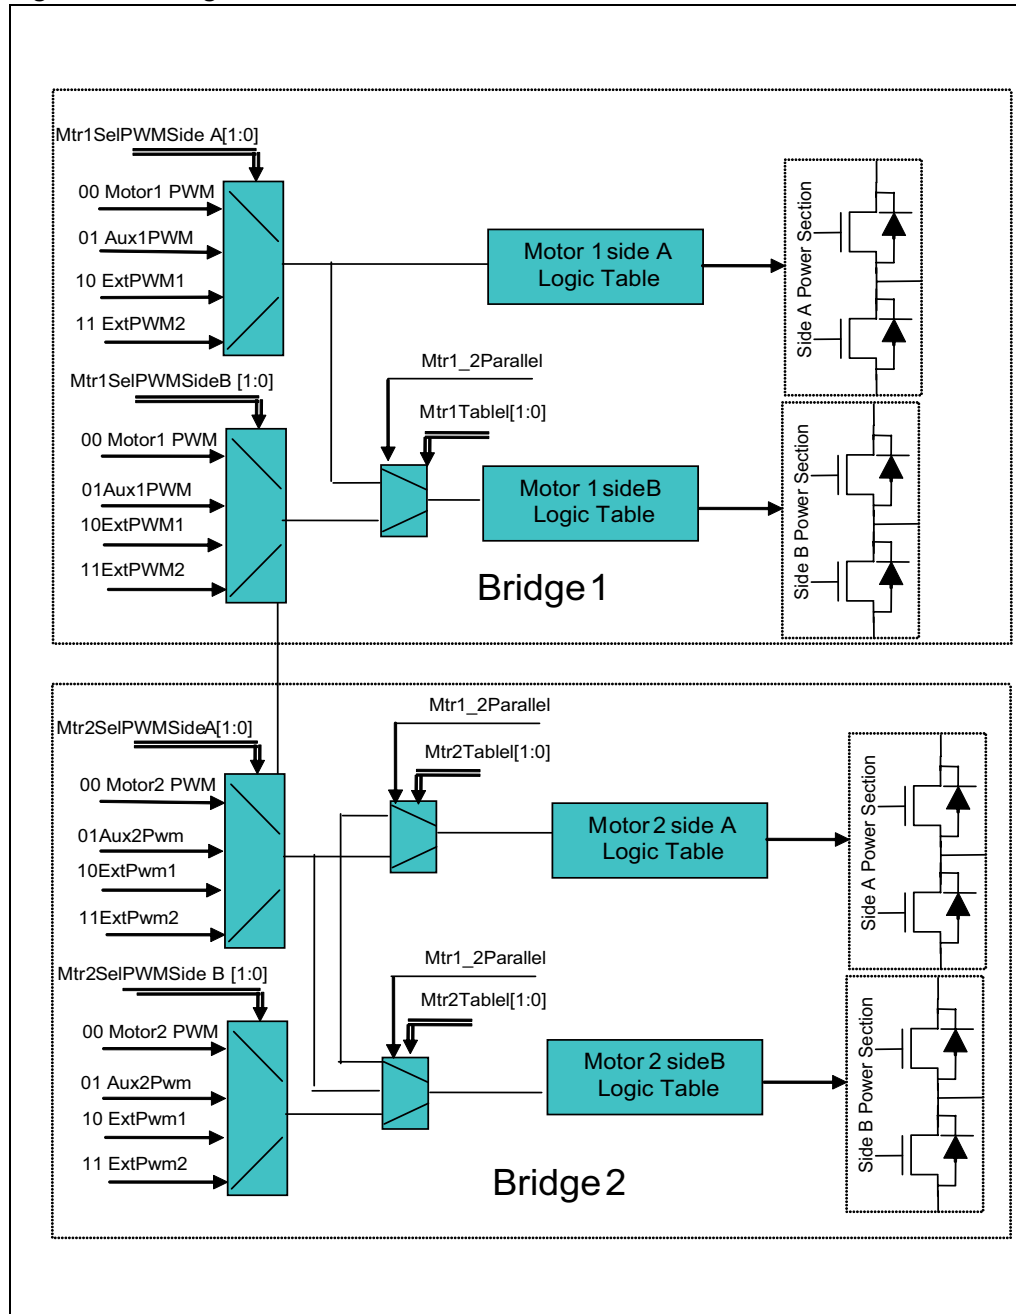 Mtr1SelPWMSide A[1:0]
00 Motor1 PWM
01 Aux1PWM
10 ExtPWM1
11 ExtPWM2
Motor 1 side A
Logic Table
Side A Power Section
Mtr1_2Parallel
Mtr1TableI[1:0]
Mtr1SelPWMSideB [1:0]
00 Motor1 PWM
01Aux1PWM
10ExtPWM1
11ExtPWM2
Motor 1 sideB
Logic Table
Side B Power Section
Bridge 1
Mtr1_2Parallel
Mtr2TableI[1:0]
Mtr2SelPWMSideA[1:0]
00 Motor2 PWM
01Aux2Pwm
10ExtPwm1
11ExtPwm2
Motor 2 side A
Logic Table
Side A Power Section
Mtr1_2Parallel
Mtr2TableI[1:0]
Mtr2SelPWMSide B [1:0]
00 Motor2 PWM
01 Aux2Pwm
10 ExtPwm1
11 ExtPwm2
Motor 2 sideB
Logic Table
Side B Power Section
Bridge 2